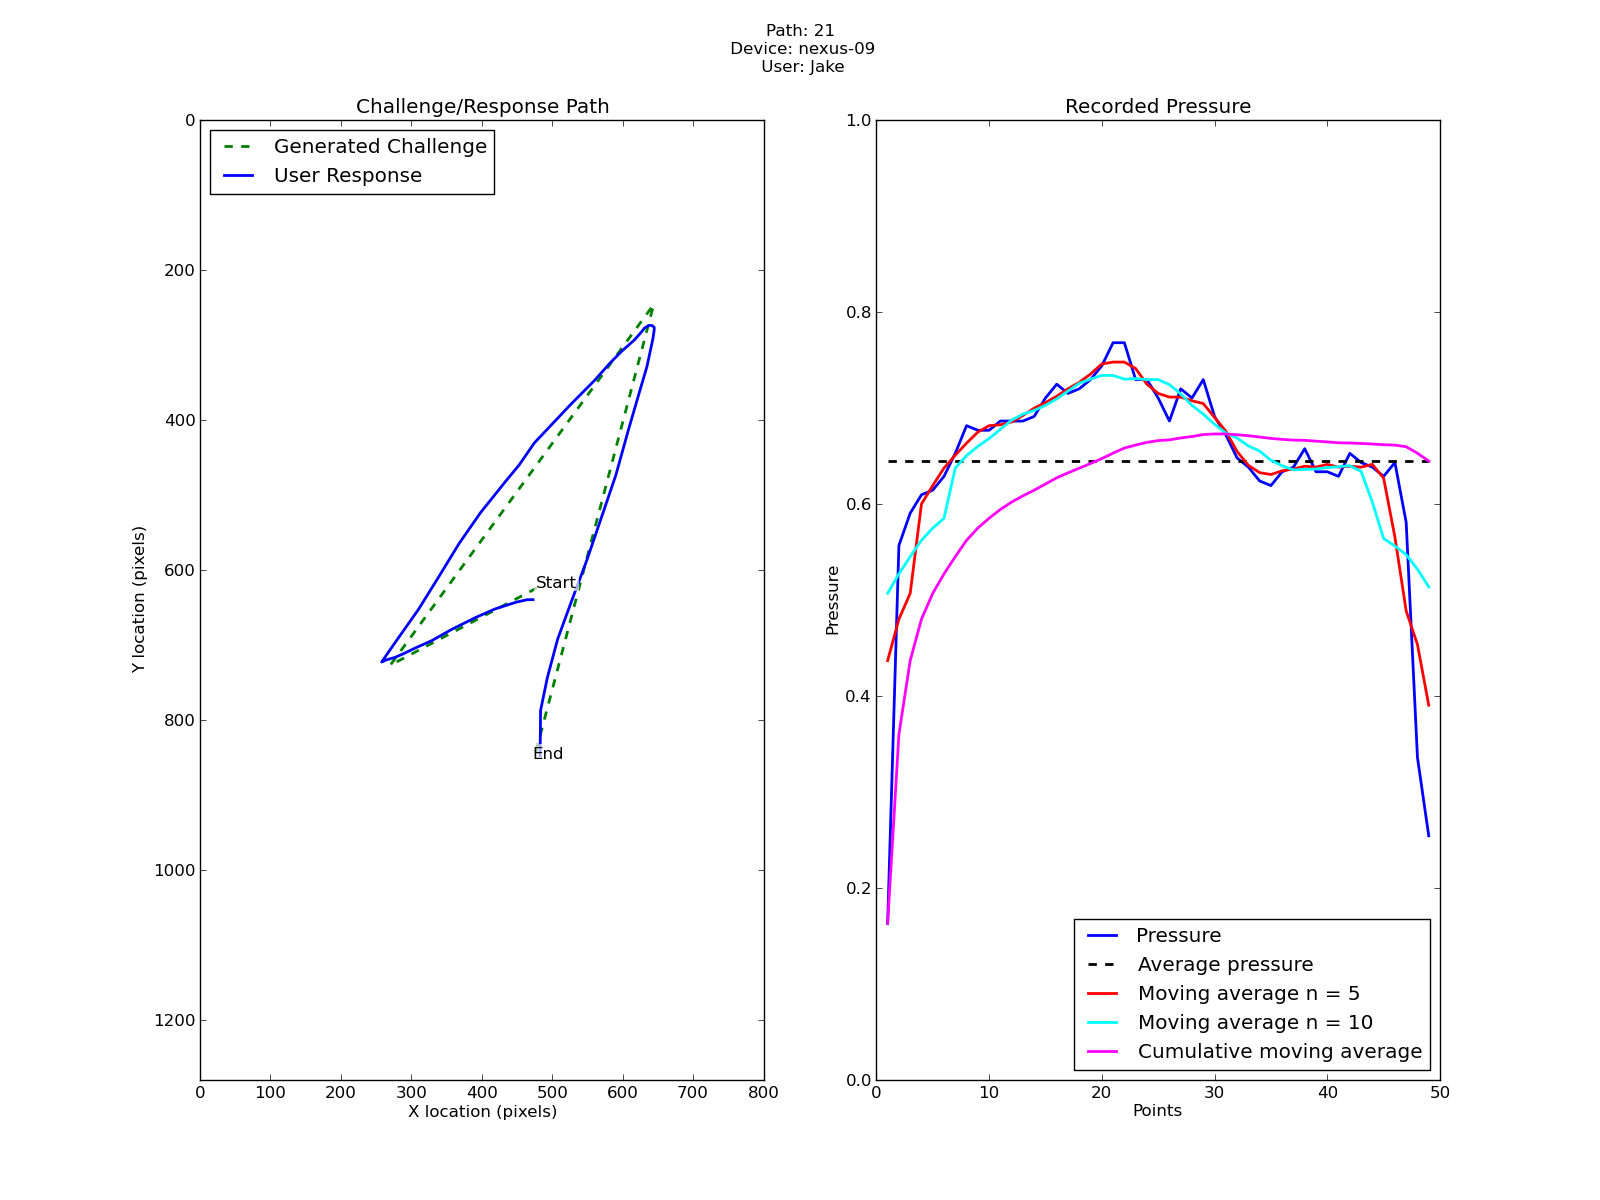 Path: 21
Device: nexus-09
User: Jake
Challenge/Response Path
Generated Challenge
User Response
0
200
400
600
800
1000
1200
Y location (pixels)
Start
End
0 100 200 300 400 500 600 700 800
X location (pixels)
Recorded Pressure
1.0
0.8
0.6
0.4
0.2
0.0
Pressure
Pressure
Average pressure
Moving average n = 5
Moving average n = 10
Cumulative moving average
0 10 20 30 40 50
Points